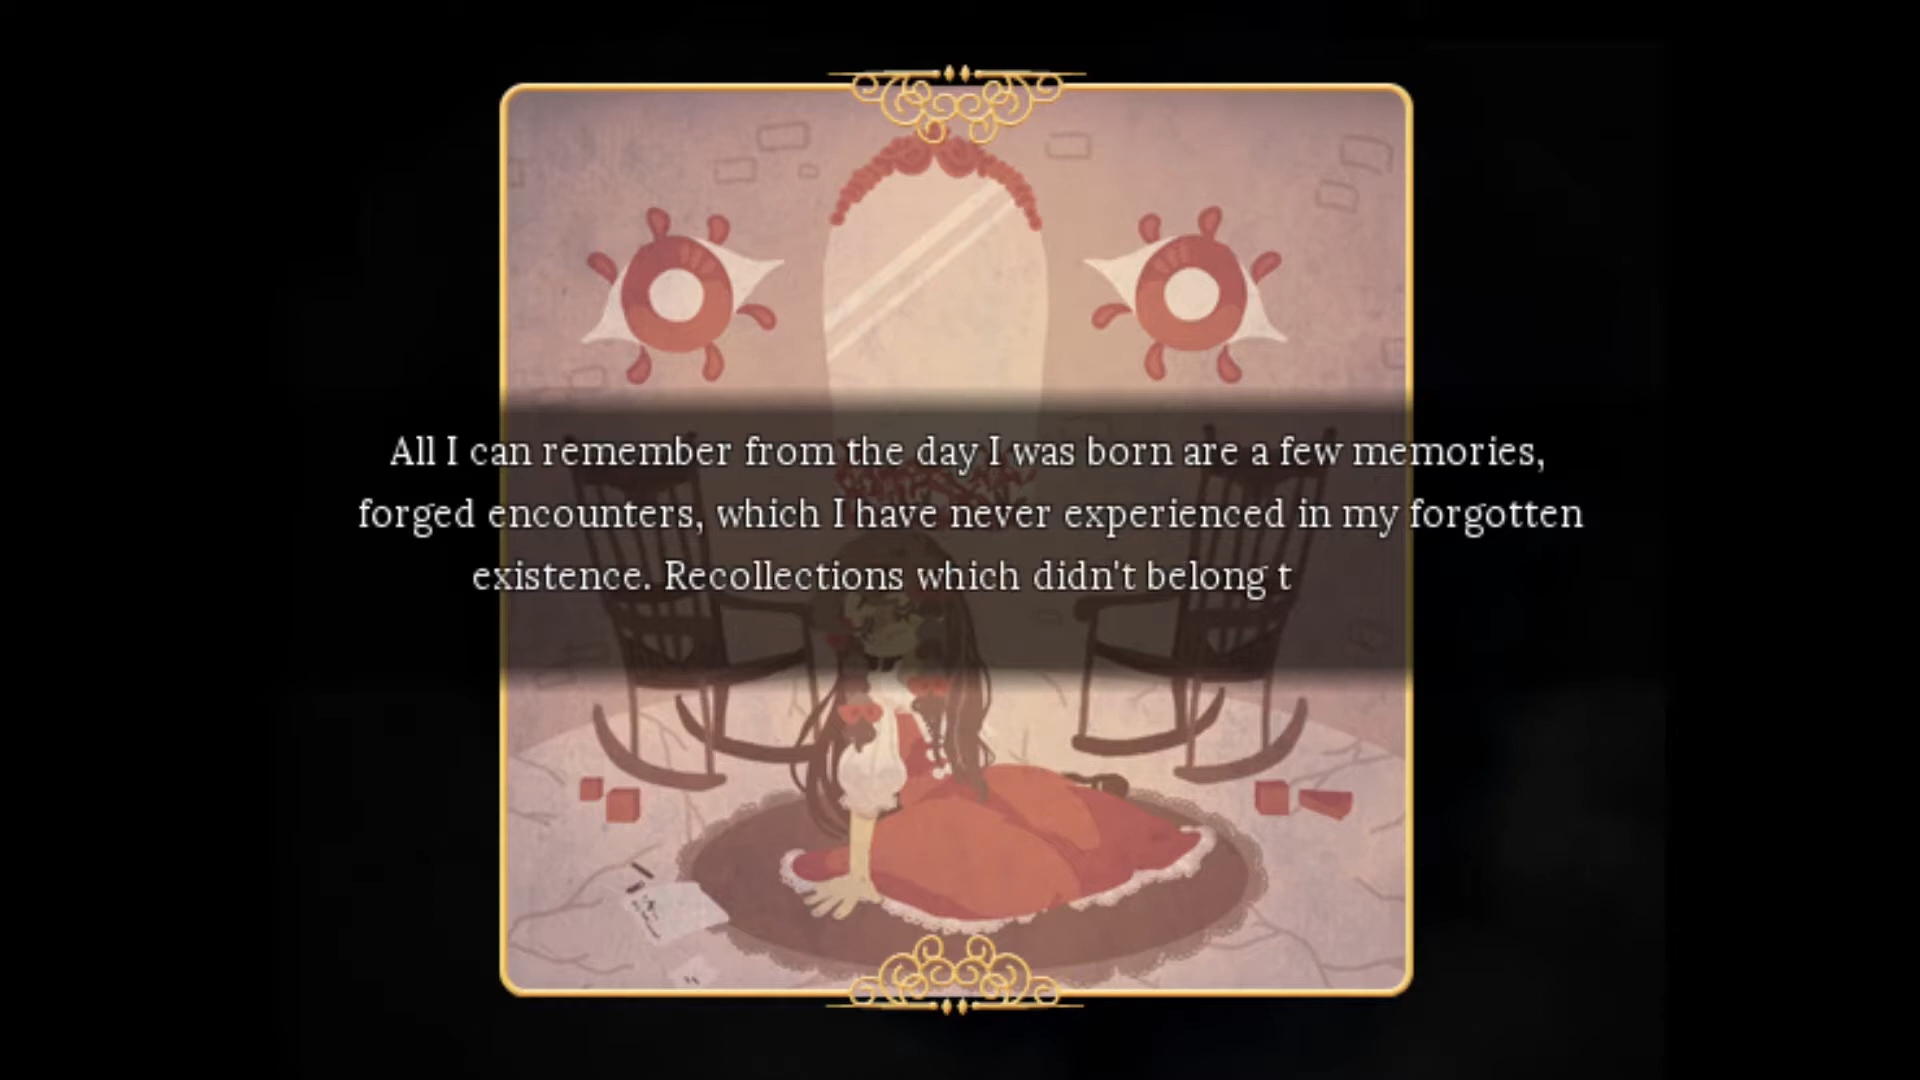 All I can remember from the day I was born are a few memories,
forged encounters, which I have never experienced in my forgotten
existence. Recollections which didn't belong t